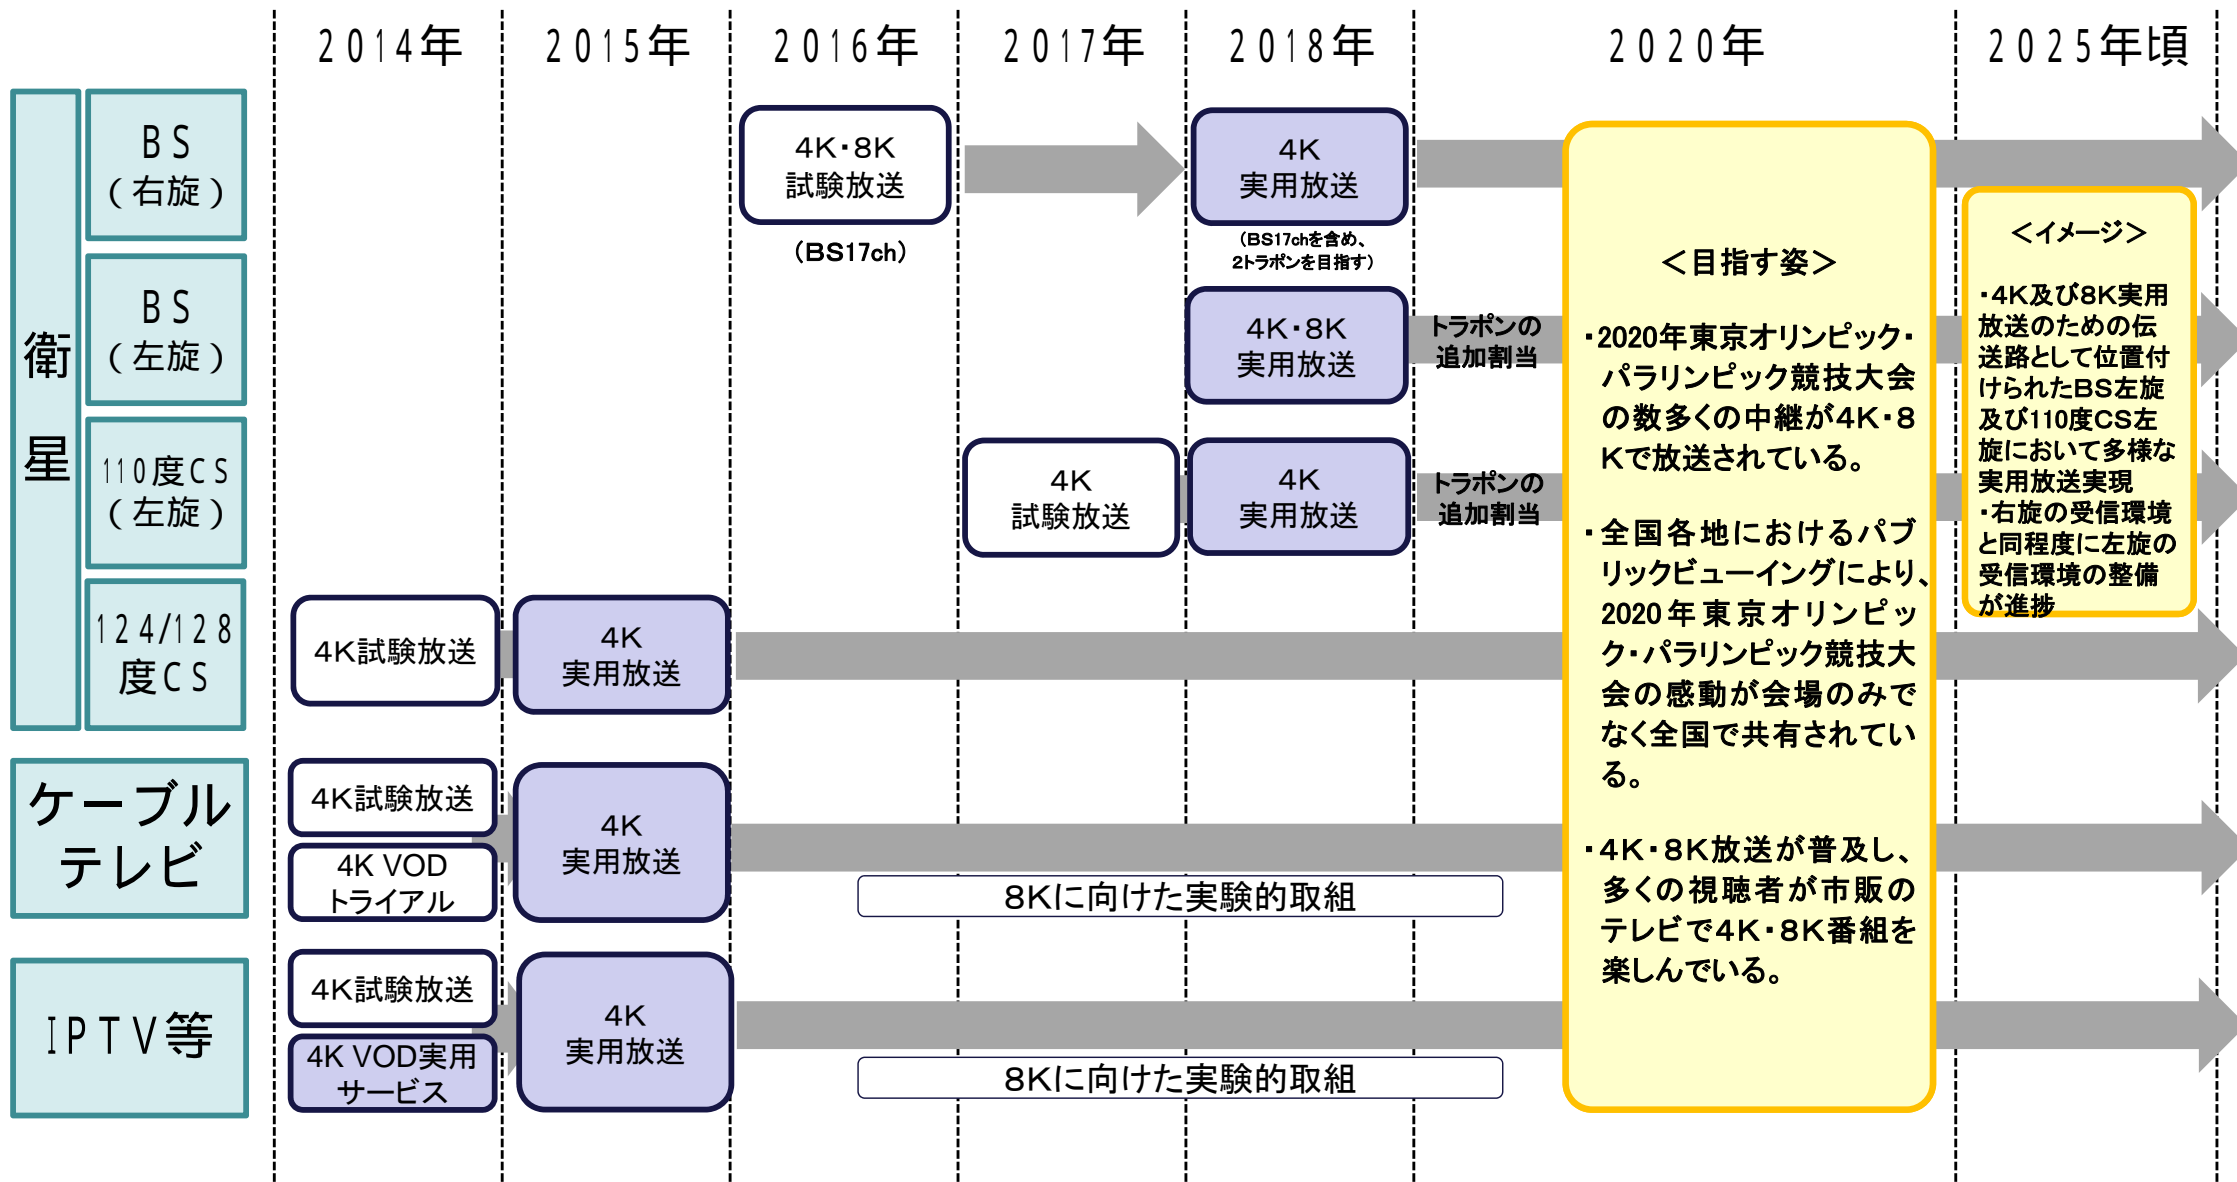 2014年
2015年
2016年
2017年
2018年
2020年
2025年頃
衛星
BS
(右旋)
4K・8K
試験放送
(BS17ch)
4K
実用放送
(BS17chを含め、
2トラポンを目指す)
BS
(左旋)
4K・8K
実用放送
トラポンの
追加割当
110度CS
(左旋)
4K
試験放送
4K
実用放送
トラポンの
追加割当
124/128
度CS
4K試験放送
4K
実用放送
ケーブル
テレビ
4K試験放送
4K VOD
トライアル
4K
実用放送
8Kに向けた実験的取組
IPTV等
4K試験放送
4K VOD実用
サービス
4K
実用放送
8Kに向けた実験的取組
<目指す姿>
・2020年東京オリンピック・
パラリンピック競技大会
の数多くの中継が4K・8
Kで放送されている。
・全国各地におけるパブ
リックビューイングにより、
2020年東京オリンピッ
ク・パラリンピック競技大
会の感動が会場のみで
なく全国で共有されてい
る。
・4K・8K放送が普及し、
多くの視聴者が市販の
テレビで4K・8K番組を
楽しんでいる。
<イメージ>
・4K及び8K実用
放送のための伝
送路として位置付
けられたBS左旋
及び110度CS左
旋において多様な
実用放送実現
・右旋の受信環境
と同程度に左旋の
受信環境の整備
が進捗